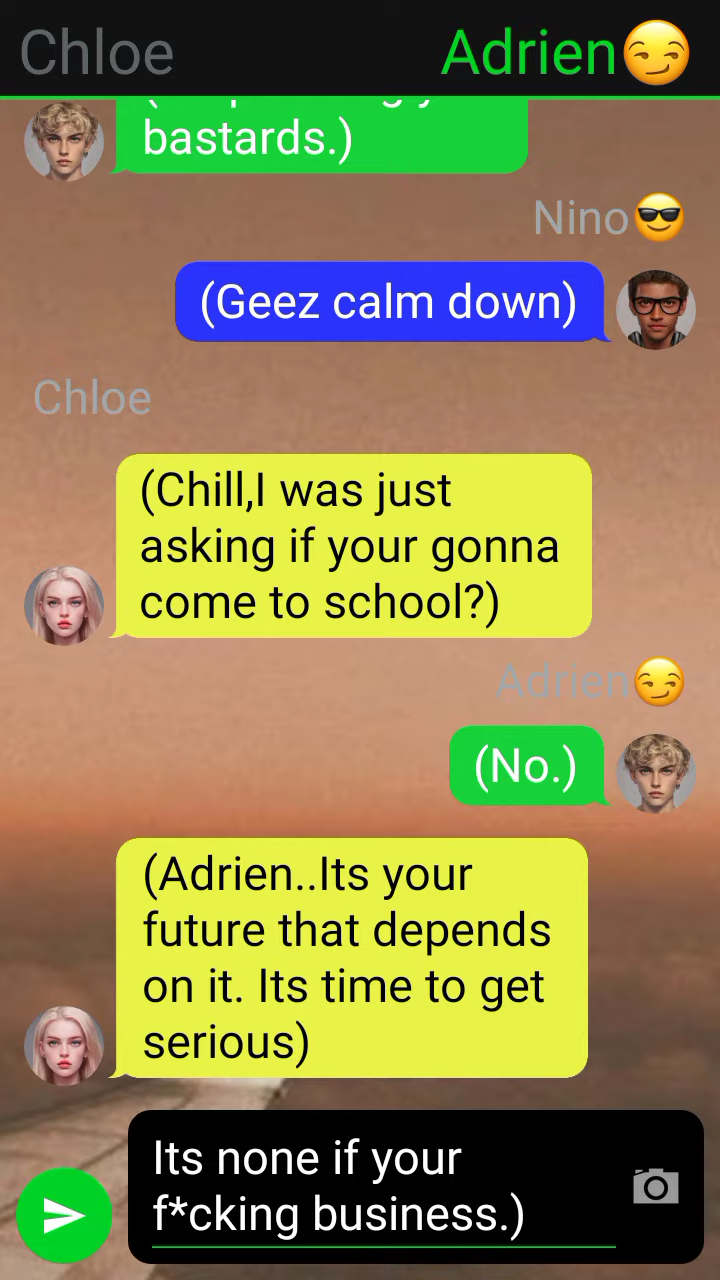 Chloe
Adrien😏
bastards.)
Nino😎
(Geez calm down)
Chloe
(Chill,I was just
asking if your gonna
come to school?)
Adrien😏
(No.)
(Adrien..Its your
future that depends
on it. Its time to get
serious)
Its none if your
f*cking business.)